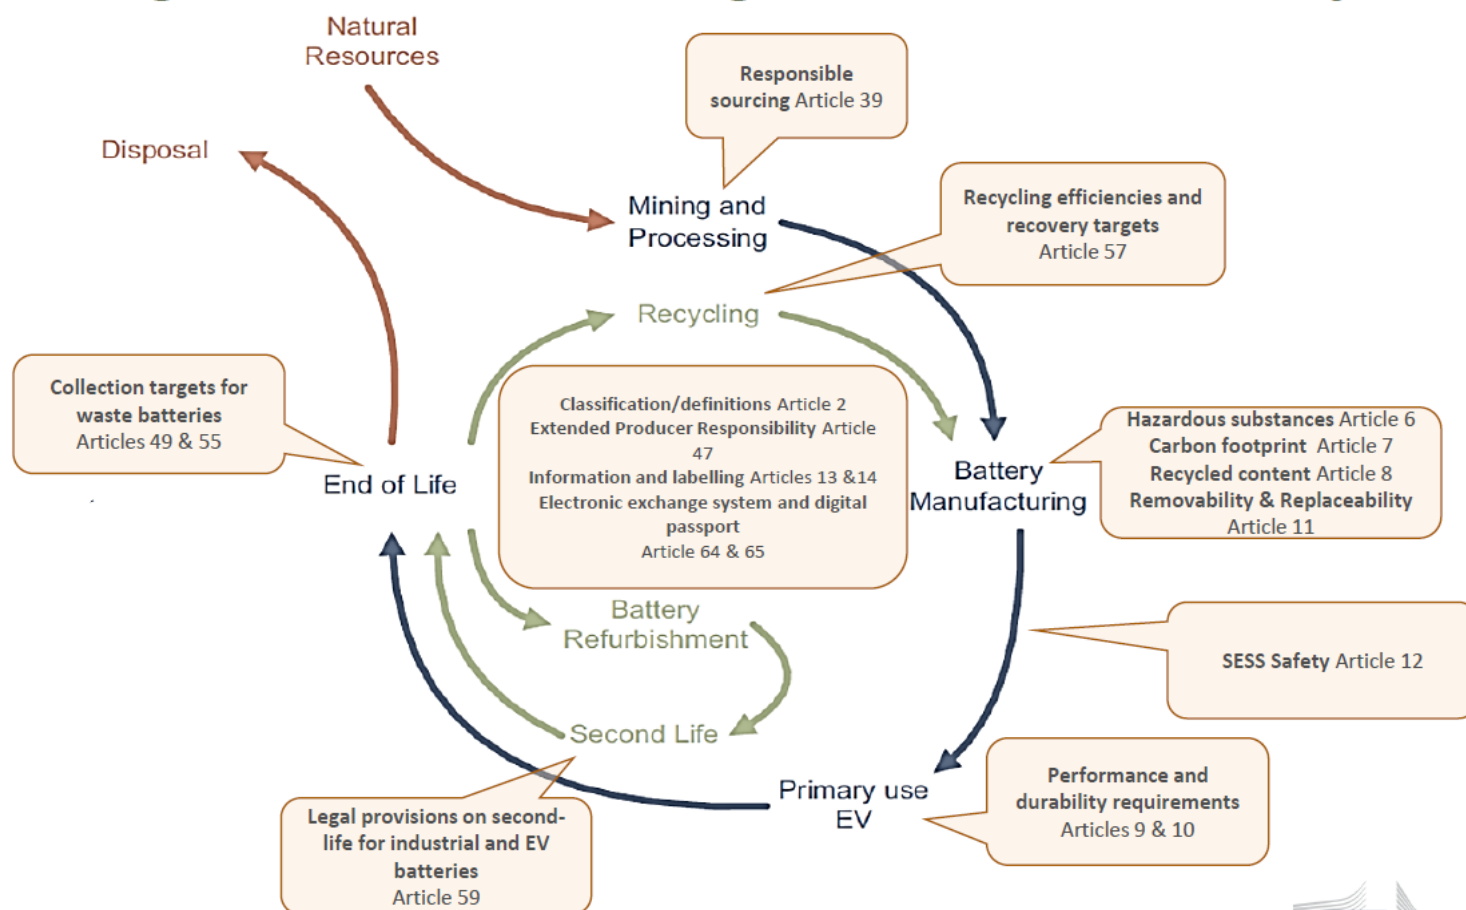 Natural
Resources
Responsible
sourcing Article 39
Disposal
Mining and
Processing
Recycling efficiencies and
recovery targets
Article 57
Recycling
Collection targets for
waste batteries
Articles 49 & 55
Classification/definitions Article 2
Extended Producer Responsibility Article
47
Information and labelling Articles 13 &14
Electronic exchange system and digital
passport
Article 64 & 65
Hazardous substances Article 6
Carbon footprint Article 7
Recycled content Article 8
Removability & Replaceability
Article 11
End of Life
Battery
Manufacturing
Battery
Refurbishment
SESS Safety Article 12
Second Life
Primary use
EV
Performance and
durability requirements
Articles 9 & 10
Legal provisions on second-
life for industrial and EV
batteries
Article 59